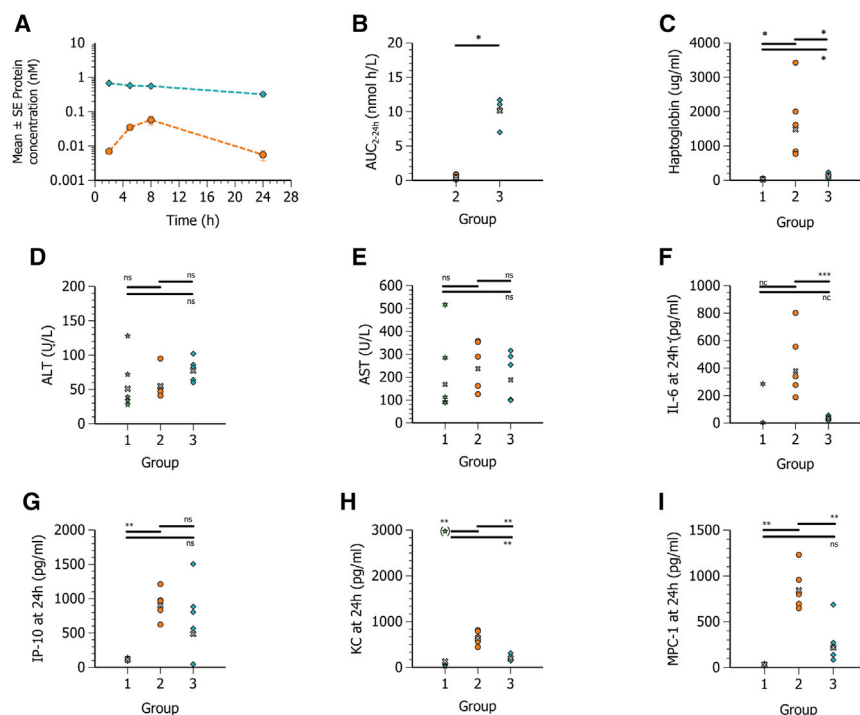 A
Mean ± SE Protein
concentration (nM)
10
1
0.1
0.01
0.001
0 4 8 12 16 20 24 28
Time (h)
B
AUC2-24h (nmol h/L)
*
20
15
10
5
0
2 3
Group
C
Haptoglobin (ug/ml)
* *
*
4000
3000
2000
1000
0
1 2 3
Group
D
ALT (U/L)
ns ns
ns
200
150
100
50
0
1 2 3
Group
E
AST (U/L)
ns ns
ns
600
500
400
300
200
100
0
1 2 3
Group
F
IL-6 at 24h (pg/ml)
nc ***
nc
1000
800
600
400
200
0
1 2 3
Group
G
IP-10 at 24h (pg/ml)
** ns
2000
1500
1000
500
0
1 2 3
Group
H
KC at 24h (pg/ml)
** **
**
3000
2000
1000
0
1 2 3
Group
I
MPC-1 at 24h (pg/ml)
** **
ns
1500
1000
500
0
1 2 3
Group